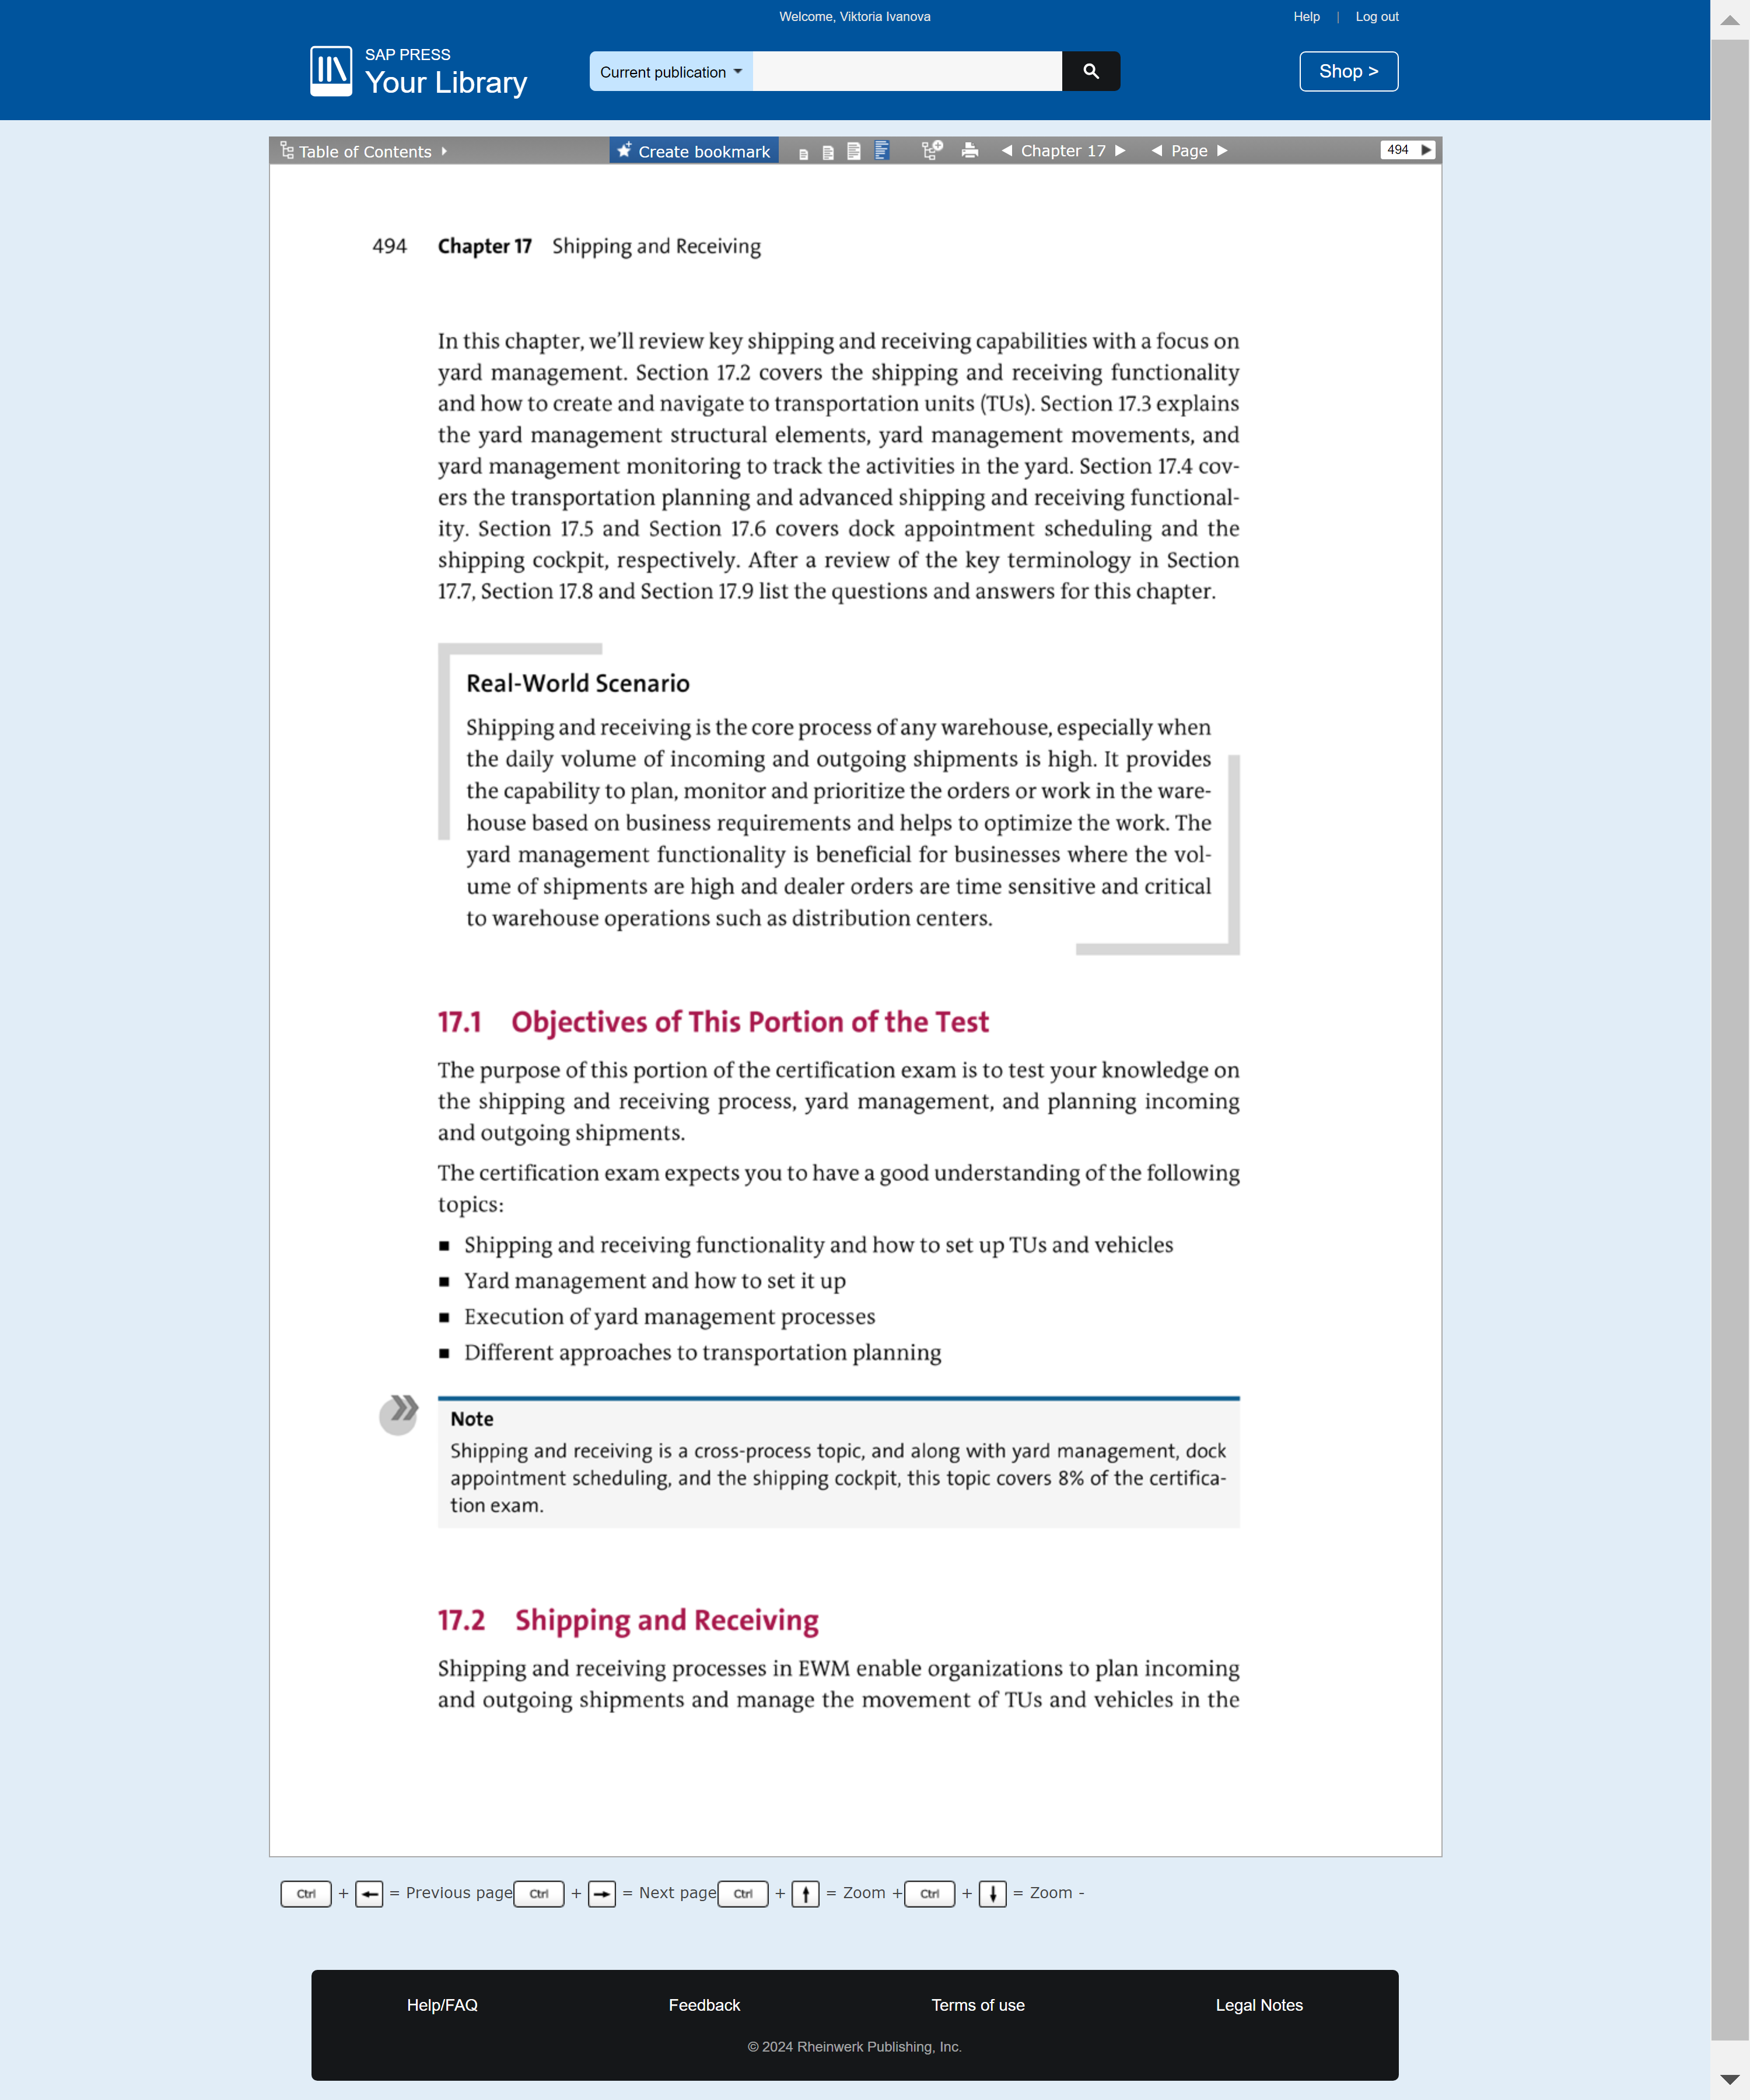 Welcome, Viktoria Ivanova
Help | Log out
SAP PRESS
Your Library
Current publication
Shop >
Table of Contents
Create bookmark
Chapter 17
Page
494
494 Chapter 17 Shipping and Receiving
In this chapter, we’ll review key shipping and receiving capabilities with a focus on
yard management. Section 17.2 covers the shipping and receiving functionality
and how to create and navigate to transportation units (TUs). Section 17.3 explains
the yard management structural elements, yard management movements, and
yard management monitoring to track the activities in the yard. Section 17.4 cov-
ers the transportation planning and advanced shipping and receiving functional-
ity. Section 17.5 and Section 17.6 covers dock appointment scheduling and the
shipping cockpit, respectively. After a review of the key terminology in Section
17.7, Section 17.8 and Section 17.9 list the questions and answers for this chapter.
Real-World Scenario
Shipping and receiving is the core process of any warehouse, especially when
the daily volume of incoming and outgoing shipments is high. It provides
the capability to plan, monitor and prioritize the orders or work in the ware-
house based on business requirements and helps to optimize the work. The
yard management functionality is beneficial for businesses where the vol-
ume of shipments are high and dealer orders are time sensitive and critical
to warehouse operations such as distribution centers.
17.1 Objectives of This Portion of the Test
The purpose of this portion of the certification exam is to test your knowledge on
the shipping and receiving process, yard management, and planning incoming
and outgoing shipments.
The certification exam expects you to have a good understanding of the following
topics:
■ Shipping and receiving functionality and how to set up TUs and vehicles
■ Yard management and how to set it up
■ Execution of yard management processes
■ Different approaches to transportation planning
Note
Shipping and receiving is a cross-process topic, and along with yard management, dock
appointment scheduling, and the shipping cockpit, this topic covers 8% of the certifica-
tion exam.
17.2 Shipping and Receiving
Shipping and receiving processes in EWM enable organizations to plan incoming
and outgoing shipments and manage the movement of TUs and vehicles in the
Ctrl + ← = Previous page Ctrl + → = Next page Ctrl + ↑ = Zoom + Ctrl + ↓ = Zoom -
Help/FAQ
Feedback
Terms of use
Legal Notes
© 2024 Rheinwerk Publishing, Inc.